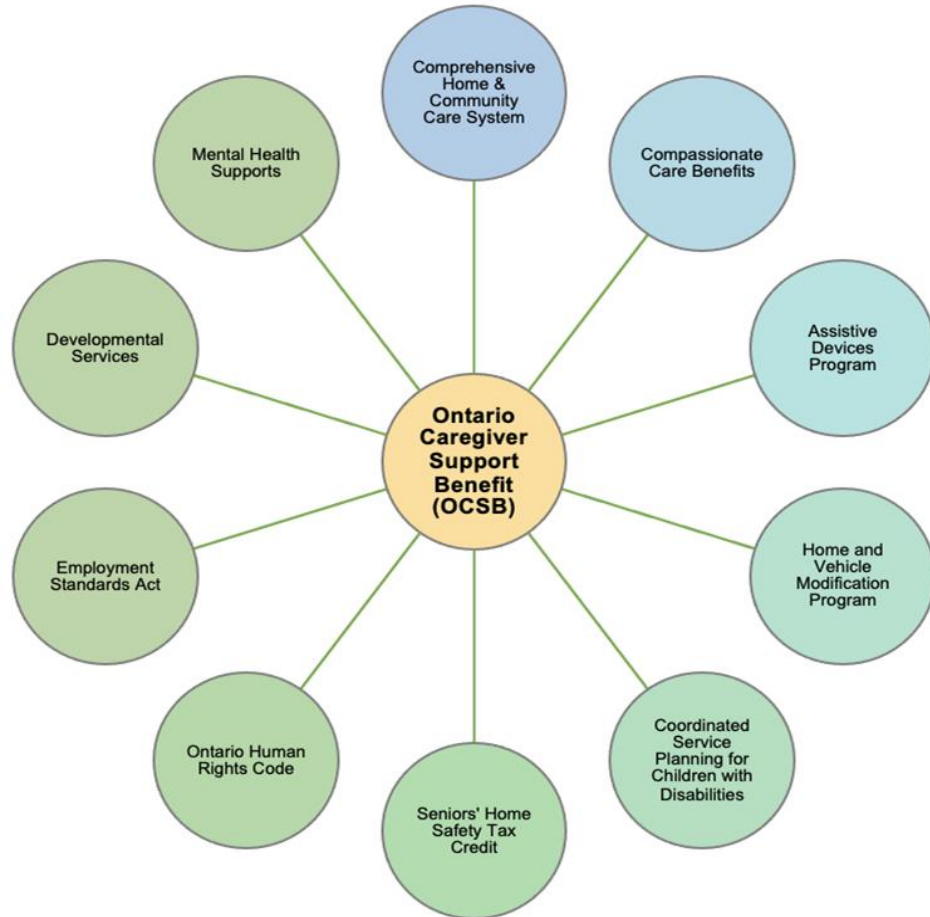 Comprehensive
Home &
Community
Care System
Mental Health
Supports
Compassionate
Care Benefits
Developmental
Services
Assistive
Devices
Program
Ontario
Caregiver
Support
Benefit
(OCSB)
Employment
Standards Act
Home and
Vehicle
Modification
Program
Ontario Human
Rights Code
Coordinated
Service
Planning for
Children with
Disabilities
Seniors' Home
Safety Tax
Credit